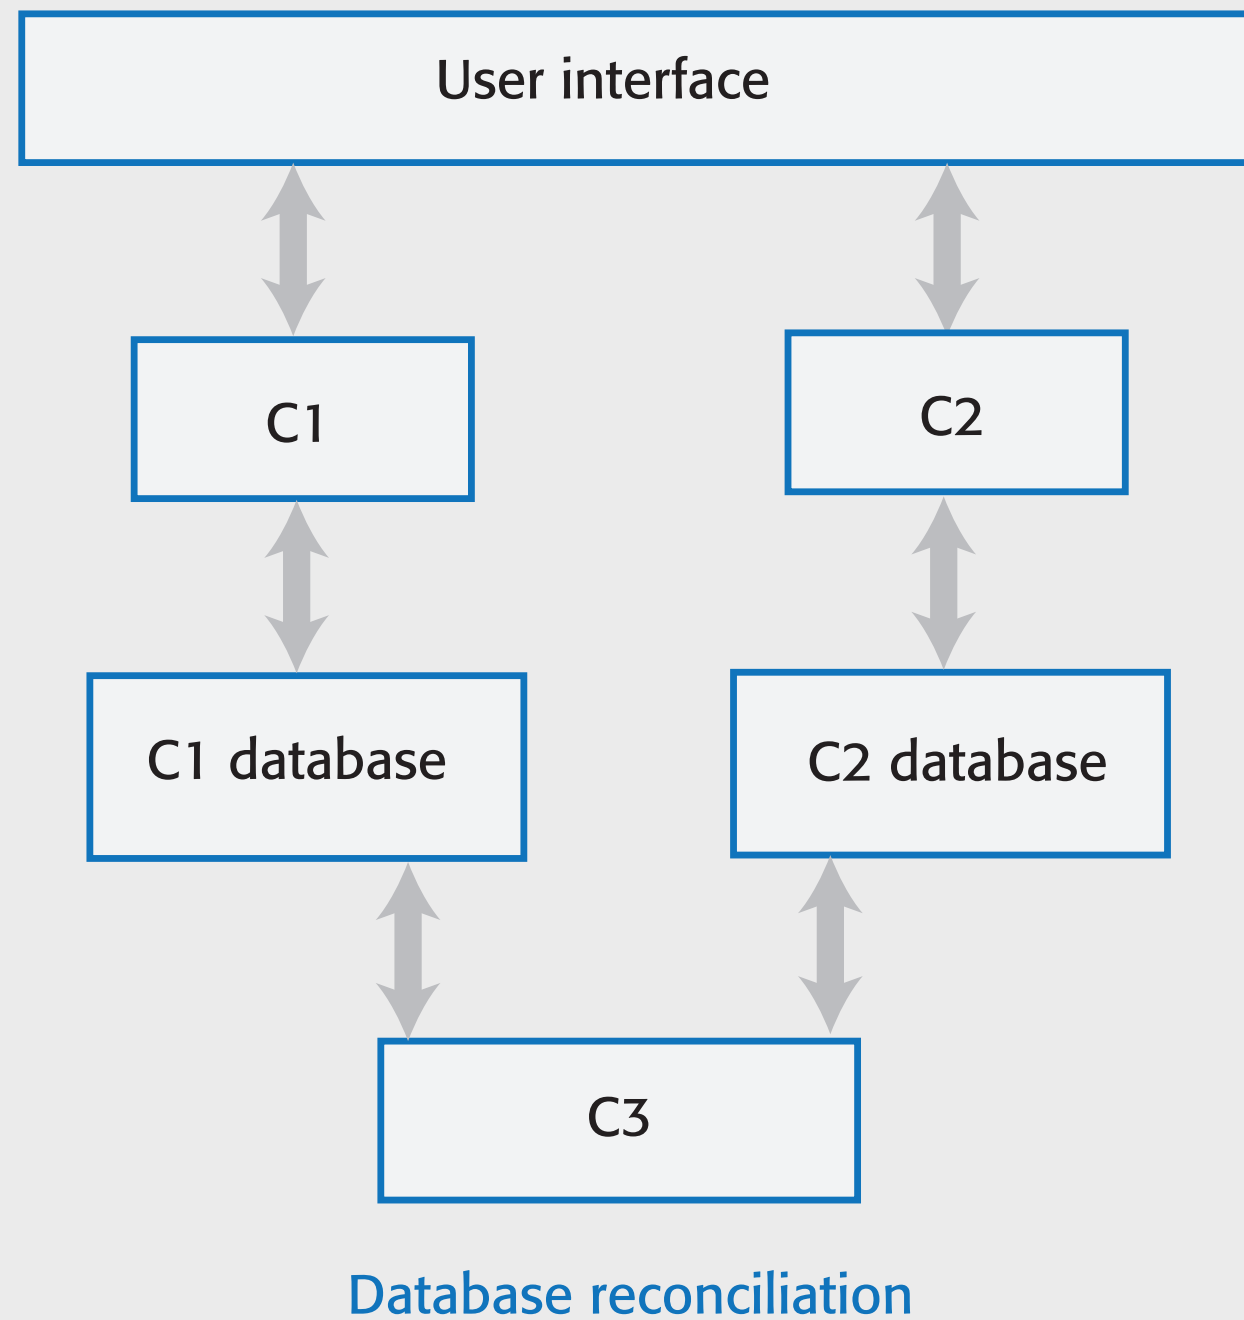 User interface
C1
C2
C1 database
C2 database
C3
Database reconciliation